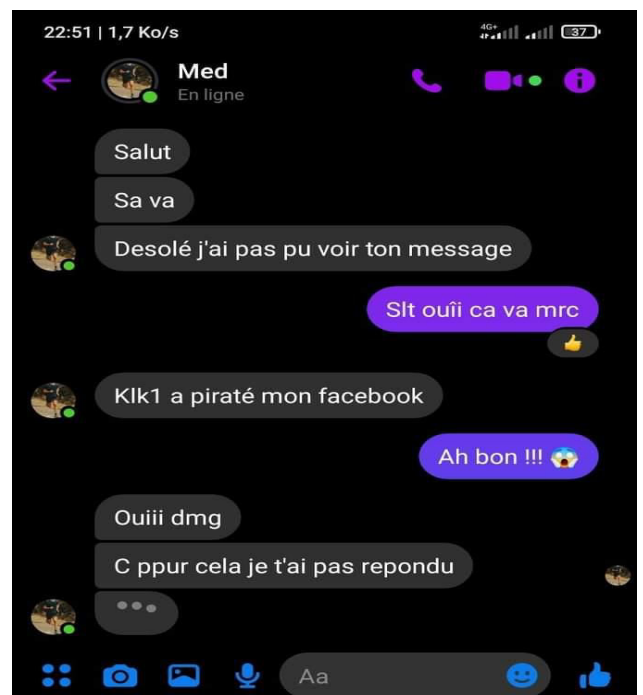 22:51 | 1,7 Ko/s
4G+
37
Med
En ligne
Salut
Sa va
Desolé j'ai pas pu voir ton message
Slt ouîi ca va mrc
👍
Klk1 a piraté mon facebook
Ah bon !!! 😱
Ouiii dmg
C ppur cela je t'ai pas repondu
Aa